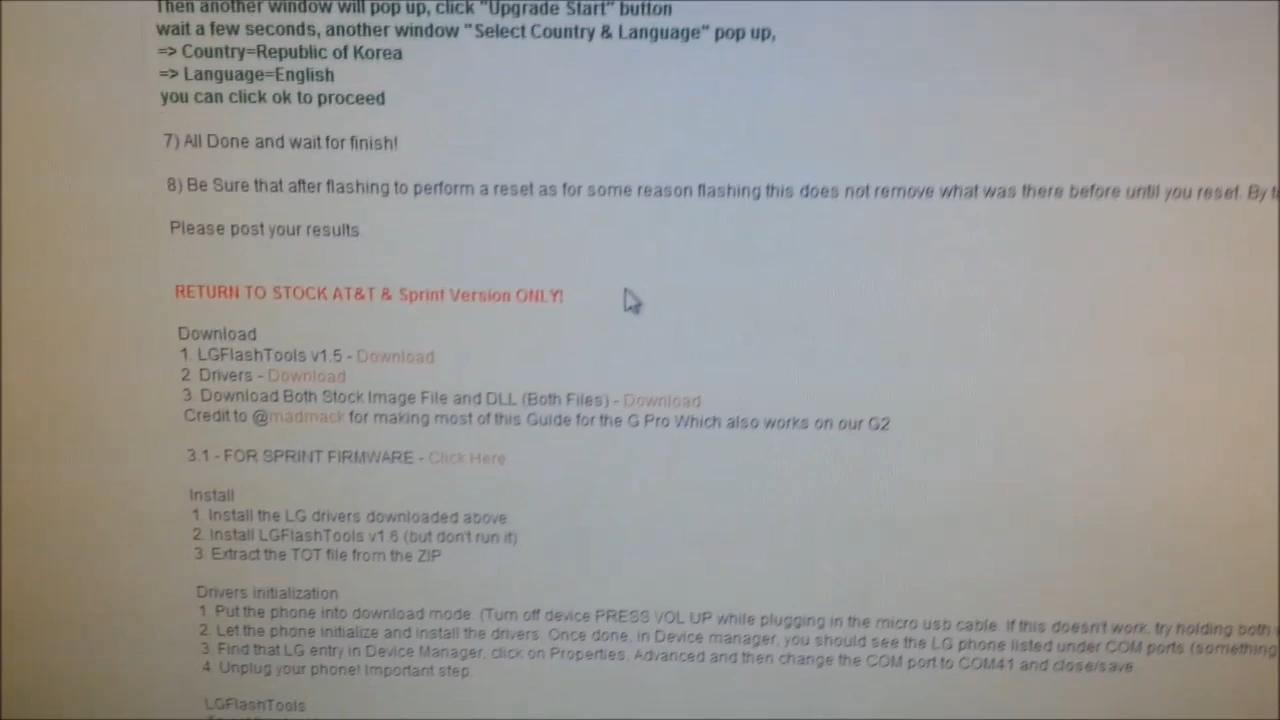 Then another window will pop up, click "Upgrade Start" button
wait a few seconds, another window "Select Country & Language" pop up,
=> Country=Republic of Korea
=> Language=English
you can click ok to proceed
7) All Done and wait for finish!
8) Be Sure that after flashing to perform a reset as for some reason flashing this does not remove what was there before until you reset. By
Please post your results
RETURN TO STOCK AT&T & Sprint Version ONLY!
Download
1. LGFlashTools v1.5 - Download
2. Drivers - Download
3. Download Both Stock Image File and DLL (Both Files) - Download
Credit to @madmack for making most of this Guide for the G Pro Which also works on our G2
3.1 - FOR SPRINT FIRMWARE - Click Here
Install
1. Install the LG drivers downloaded above
2. Install LGFlashTools v1.6 (but don't run it)
3. Extract the TOT file from the ZIP
Drivers initialization
1. Put the phone into download mode. (Turn off device PRESS VOL UP while plugging in the micro usb cable. If this doesn't work, try holding both
2. Let the phone initialize and install the drivers. Once done, in Device manager, you should see the LG phone listed under COM ports (something
3. Find that LG entry in Device Manager, click on Properties, Advanced and then change the COM port to COM41 and close/save.
4. Unplug your phone! Important step.
LGFlashTools